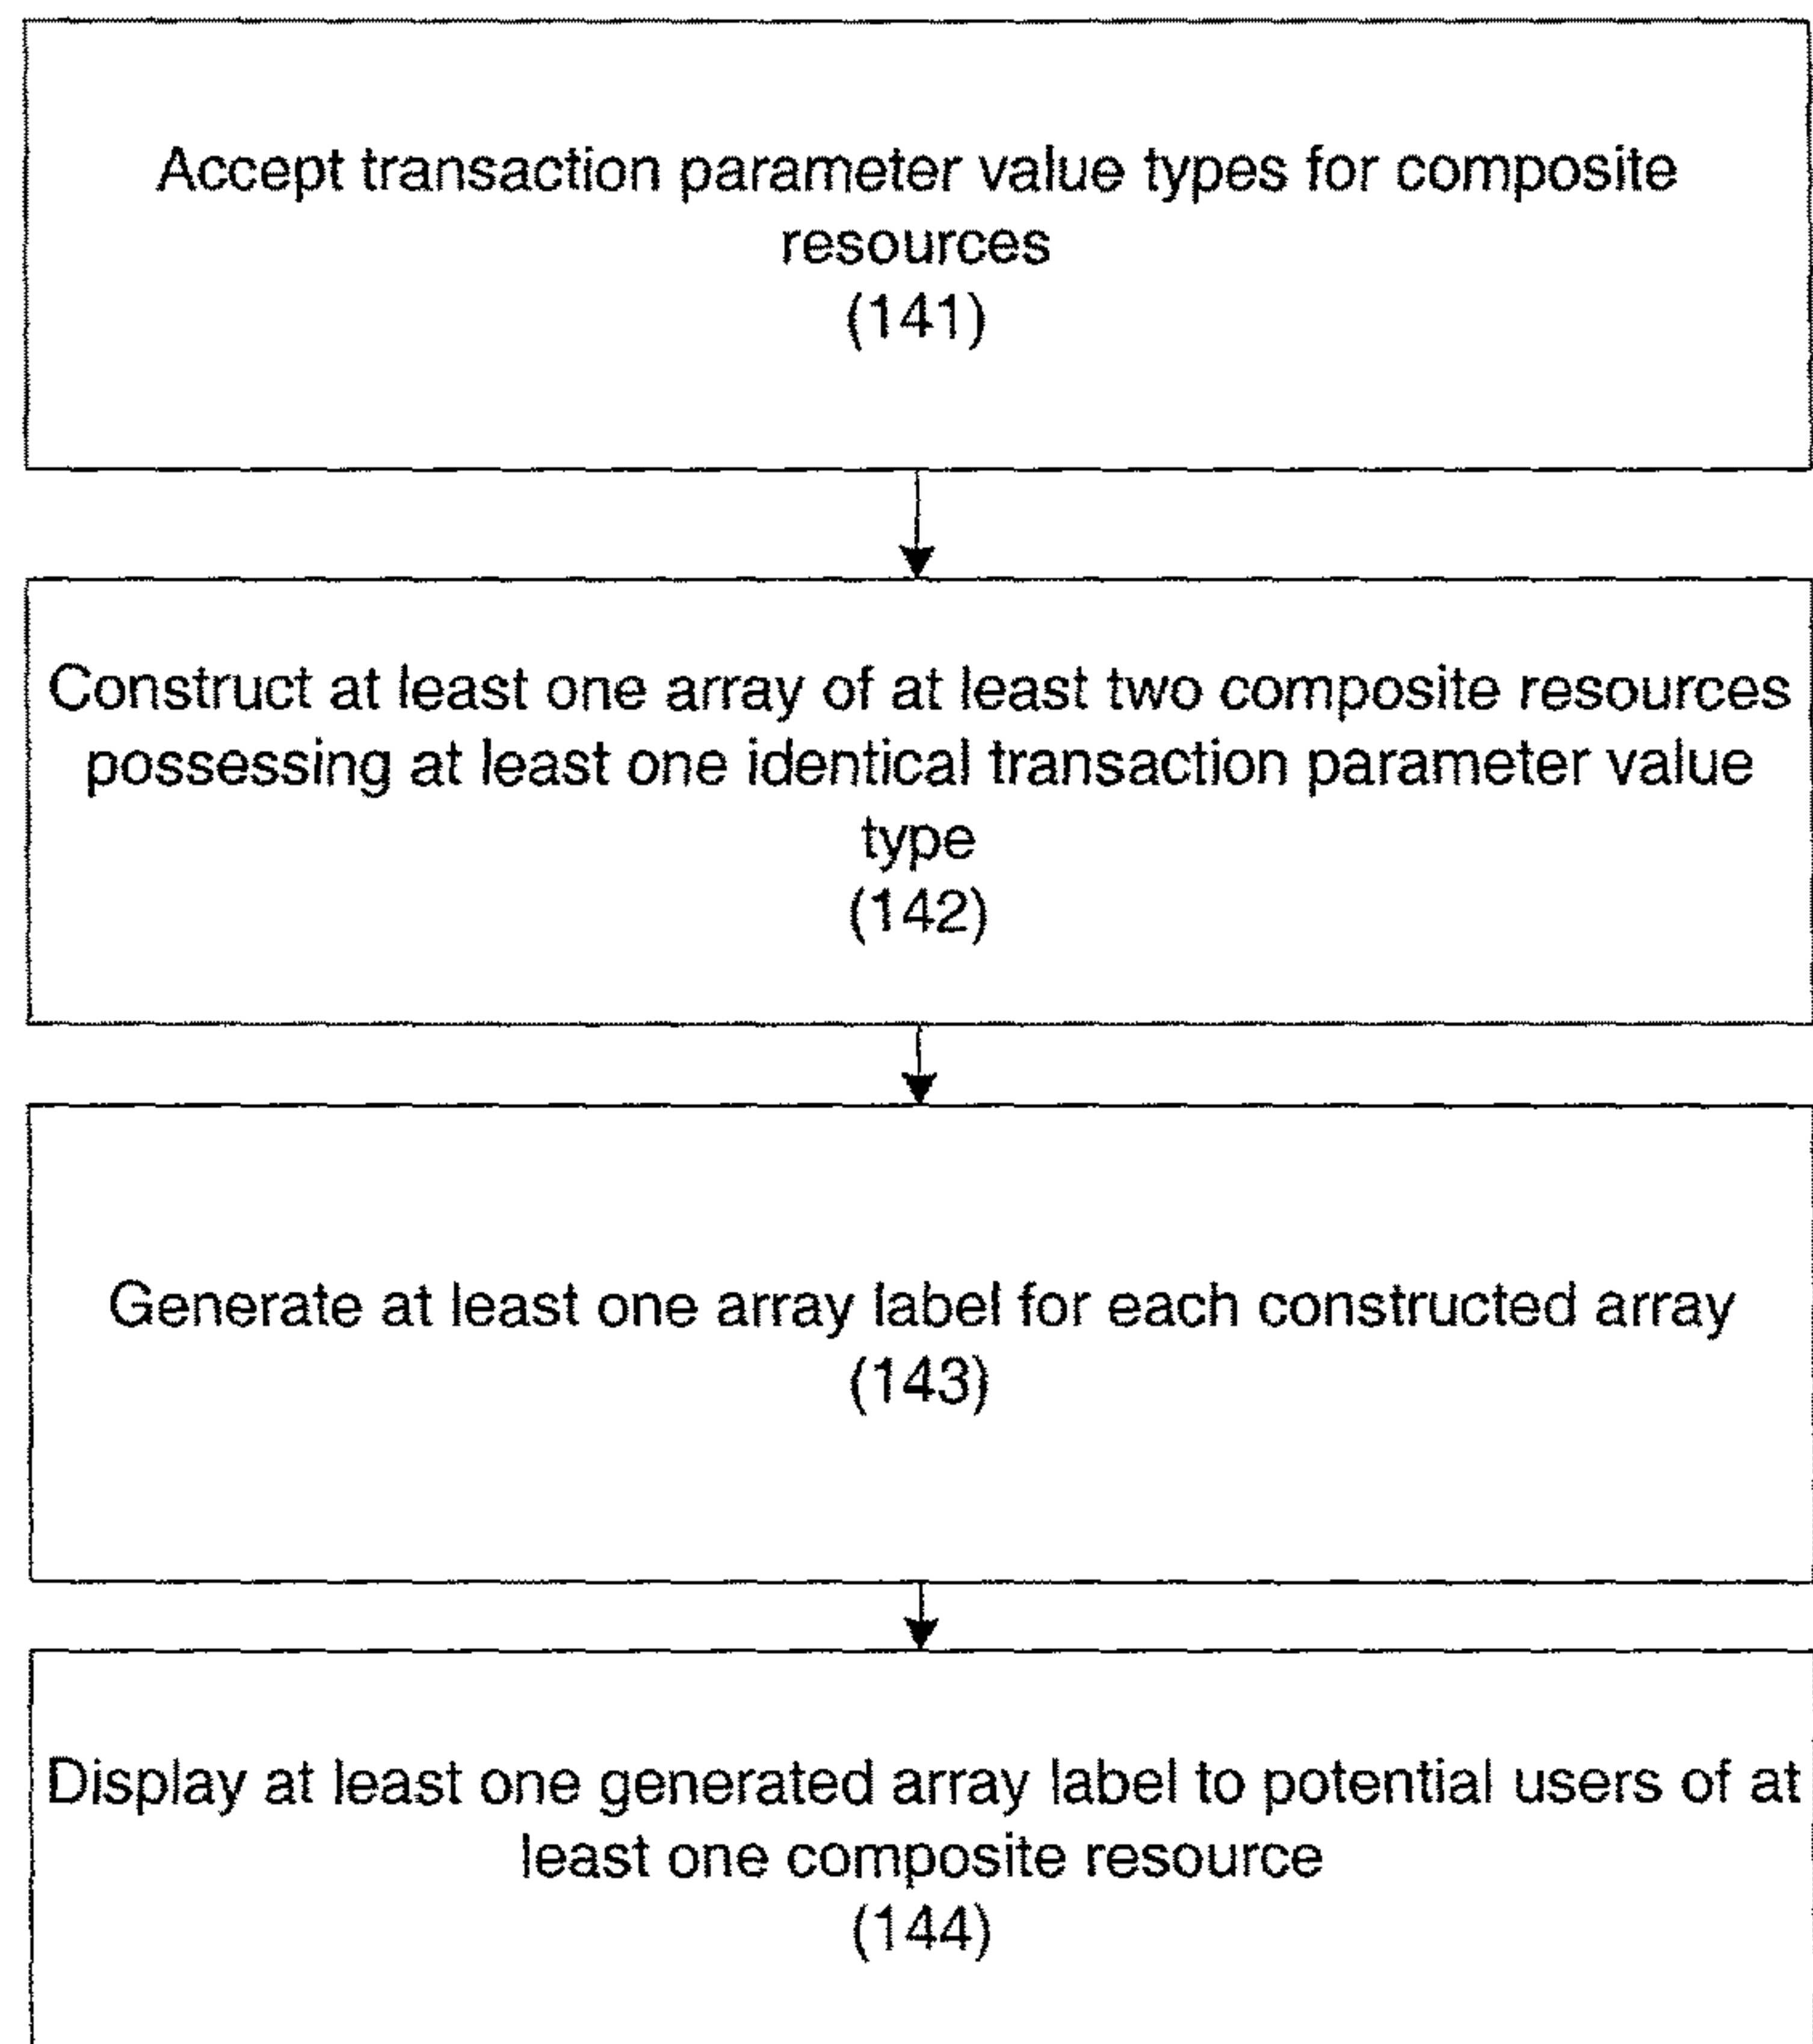 Accept transaction parameter value types for composite
resources
(141)
Construct at least one array of at least two composite resources
possessing at least one identical transaction parameter value
type
(142)
Generate at least one array label for each constructed array
(143)
Display at least one generated array label to potential users of at
least one composite resource
(144)